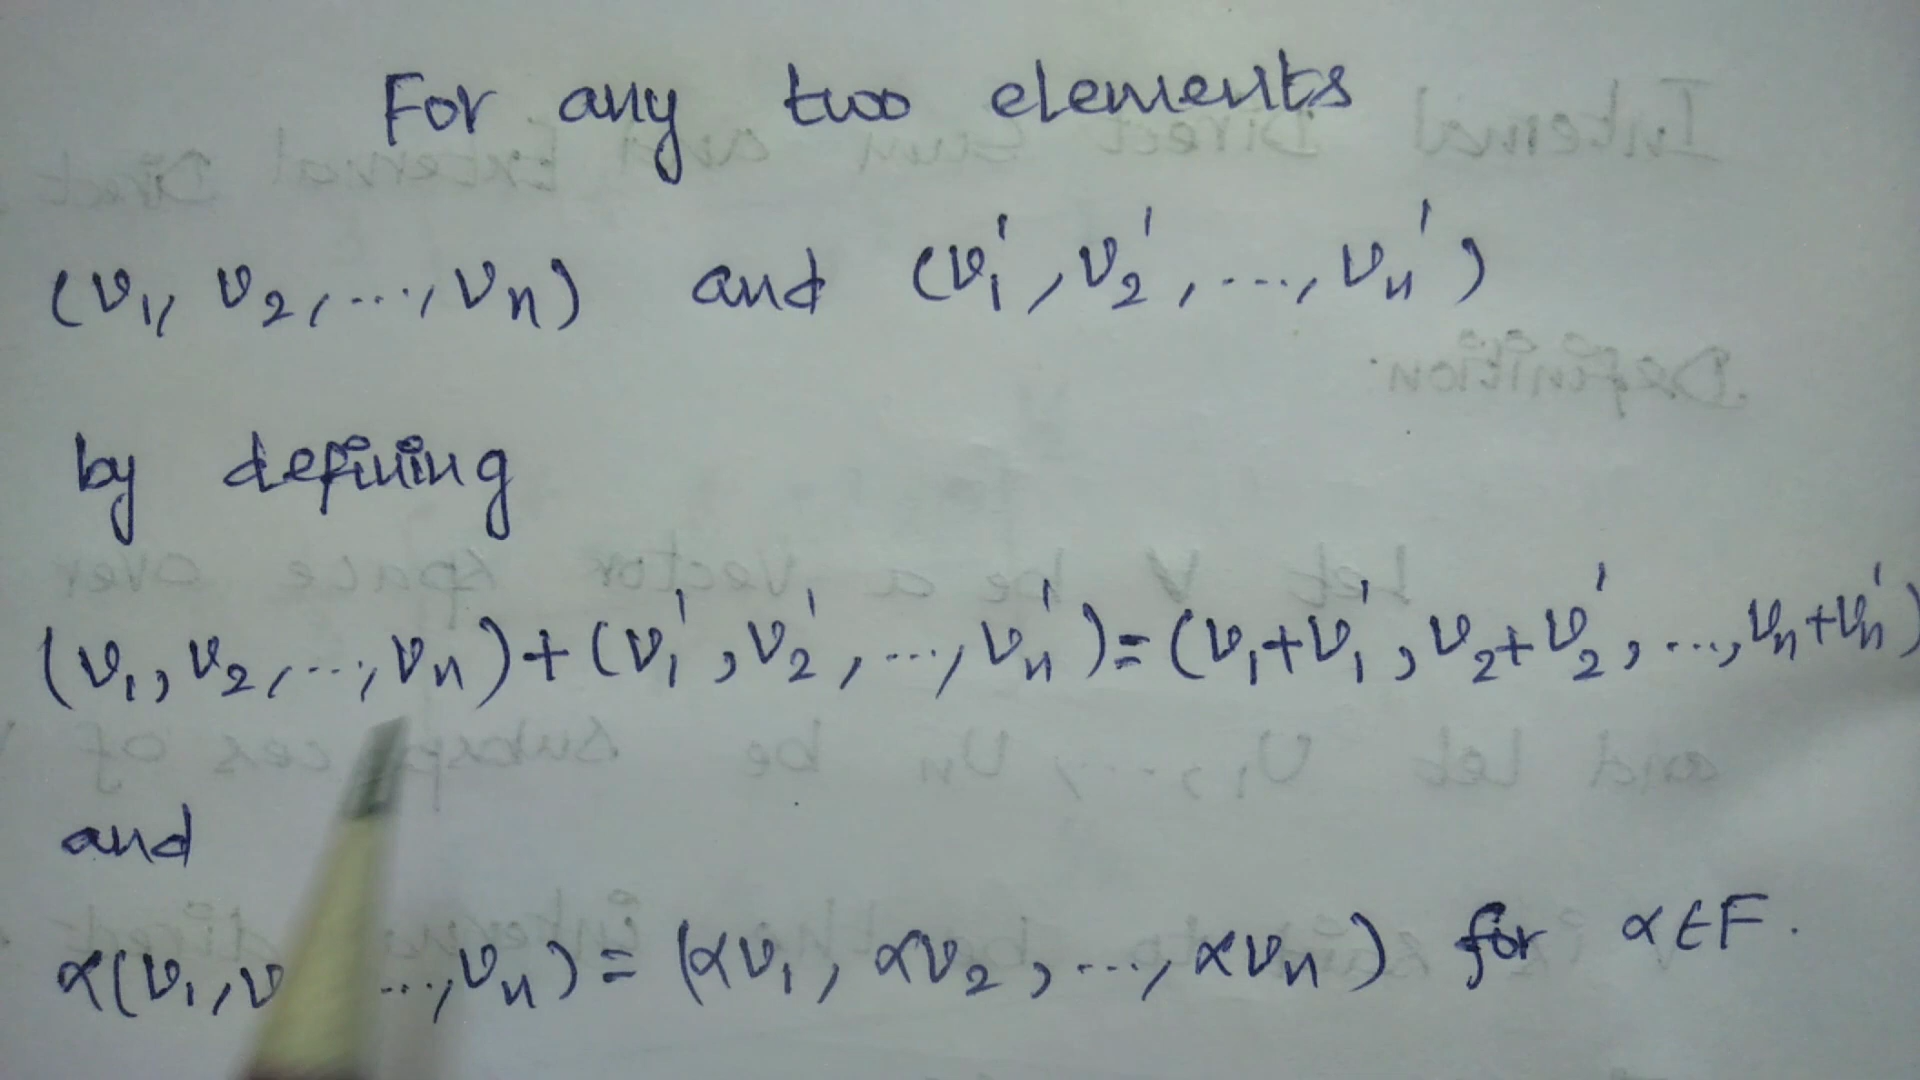 For any two elements
(v₁, v₂, ..., vₙ) and (v₁', v₂', ..., vₙ')
by defining
(v₁, v₂, ..., vₙ) + (v₁', v₂', ..., vₙ') = (v₁+v₁', v₂+v₂', ..., vₙ+vₙ')
and
α(v₁, v ..., vₙ) = (αv₁, αv₂, ..., αvₙ) for α∈F.